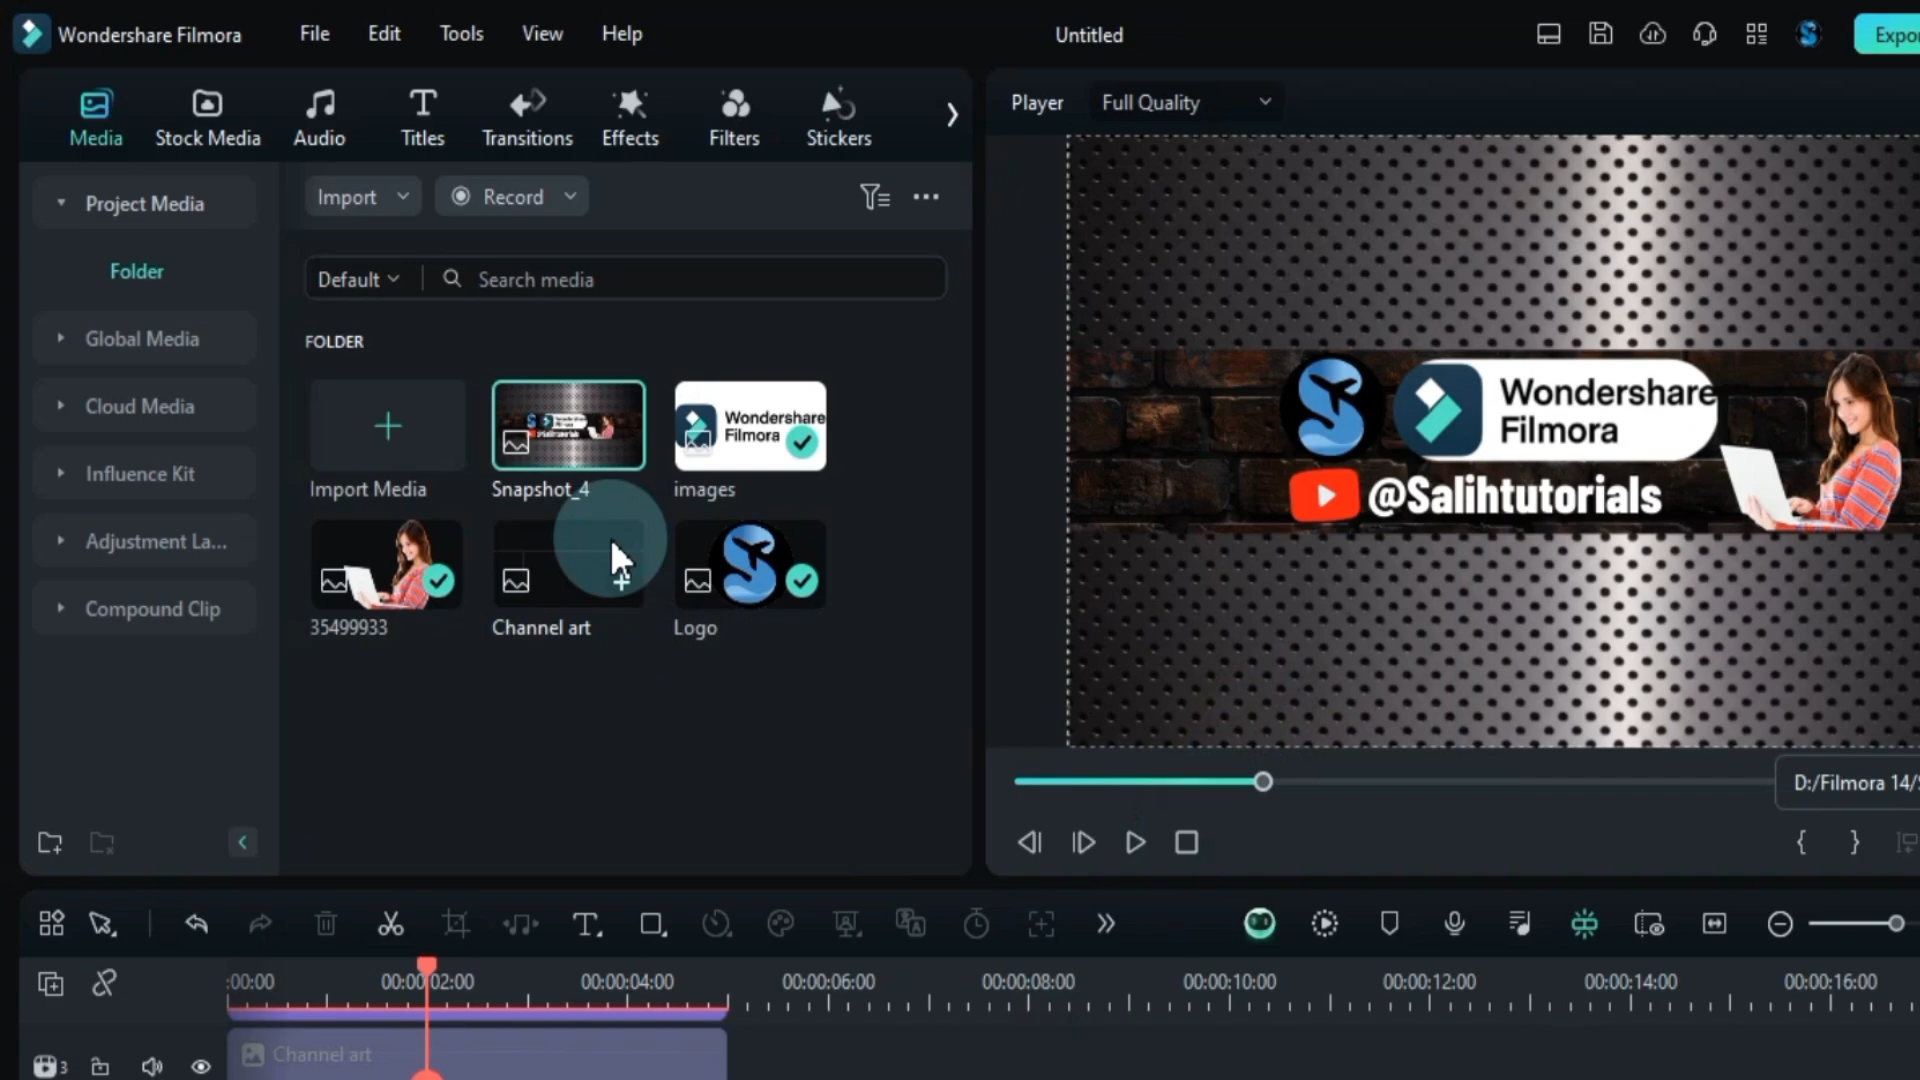 Wondershare Filmora File Edit Tools View Help Untitled
Media Stock Media Audio Titles Transitions Effects Filters Stickers
Player Full Quality
Project Media
Folder
Global Media
Cloud Media
Influence Kit
Adjustment La...
Compound Clip
Import Record
Default Search media
FOLDER
Import Media
Snapshot_4
images
Wondershare
Filmora
35499933
Channel art
Logo
Wondershare
Filmora
@Salihtutorials
D:/Filmora 14/
:00:00 00:00:02:00 00:00:04:00 00:00:06:00 00:00:08:00 00:00:10:00 00:00:12:00 00:00:14:00 00:00:16:00
3
Channel art